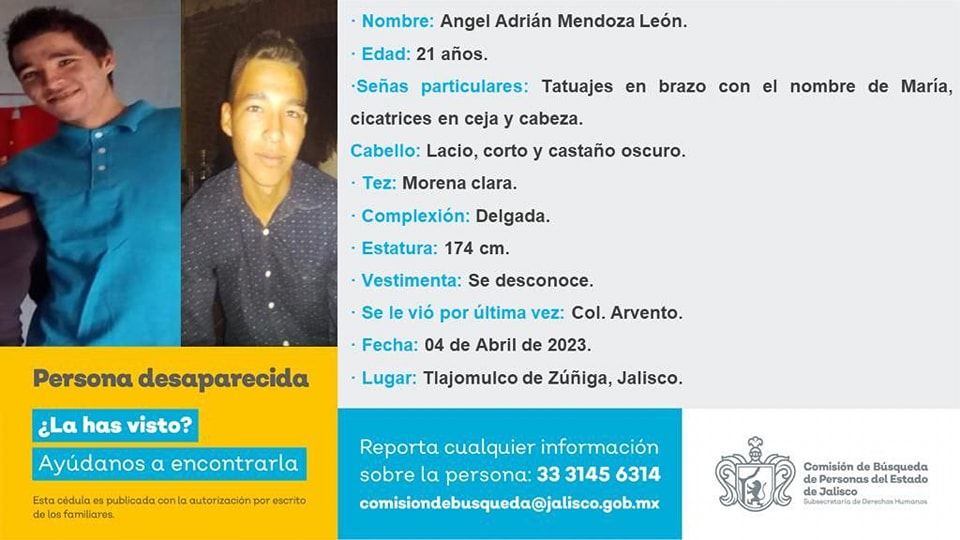 · Nombre: Angel Adrián Mendoza León.
· Edad: 21 años.
·Señas particulares: Tatuajes en brazo con el nombre de María,
cicatrices en ceja y cabeza.
Cabello: Lacio, corto y castaño oscuro.
· Tez: Morena clara.
· Complexión: Delgada.
· Estatura: 174 cm.
· Vestimenta: Se desconoce.
· Se le vió por última vez: Col. Arvento.
· Fecha: 04 de Abril de 2023.
· Lugar: Tlajomulco de Zúñiga, Jalisco.
Persona desaparecida
¿La has visto?
Ayúdanos a encontrarla
Esta cédula es publicada con la autorización por escrito
de los familiares.
Reporta cualquier información
sobre la persona: 33 3145 6314
comisiondebusqueda@jalisco.gob.mx
Comisión de Búsqueda
de Personas del Estado
de Jalisco
Subsecretaría de Derechos Humanos